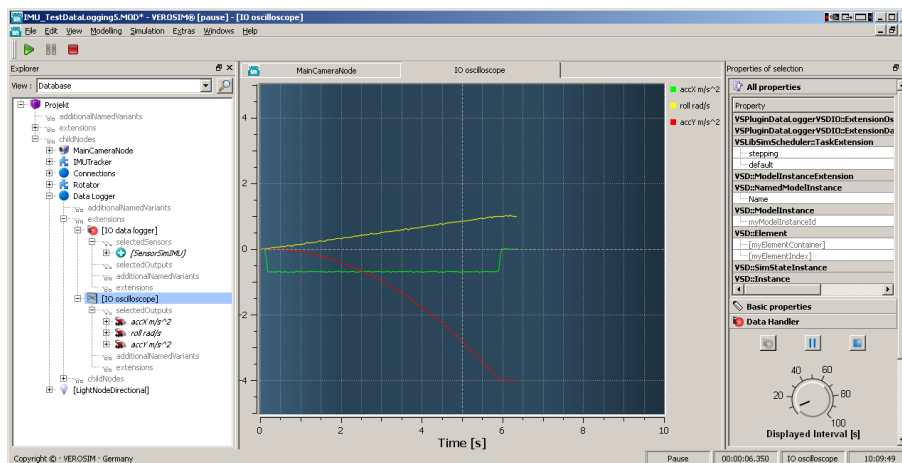 IMU_TestDataLogging5.MOD* - VEROSIM® [pause] - [IO oscilloscope]
File Edit View Modelling Simulation Extras Windows Help
Explorer
View : Database
Projekt
additionalNamedVariants
extensions
childNodes
MainCameraNode
IMUTracker
Connections
Rotator
Data Logger
additionalNamedVariants
extensions
[IO data logger]
selectedSensors
[SensorSimIMU]
selectedOutputs
additionalNamedVariants
extensions
[IO oscilloscope]
selectedOutputs
accX m/s^2
roll rad/s
accY m/s^2
additionalNamedVariants
extensions
childNodes
[LightNodeDirectional]
MainCameraNode
IO oscilloscope
accX m/s^2
roll rad/s
accY m/s^2
4
2
0
-2
-4
0 2 4 6 8 10
Time [s]
Properties of selection
All properties
Property
VSPluginDataLoggerVSDIO::ExtensionOs
VSPluginDataLoggerVSDIO::ExtensionDa
VSLibSimScheduler::TaskExtension
stepping
default
VSD::ModelInstanceExtension
VSD::NamedModelInstance
Name
VSD::ModelInstance
myModelInstanceId
VSD::Element
[myElementContainer]
[myElementIndex]
VSD::SimStateInstance
VSD::Instance
Basic properties
Data Handler
20 40 60 80 100
Displayed Interval [s]
Copyright © - VEROSIM - Germany
Pause 00:00:06.350 IO oscilloscope 10:09:49